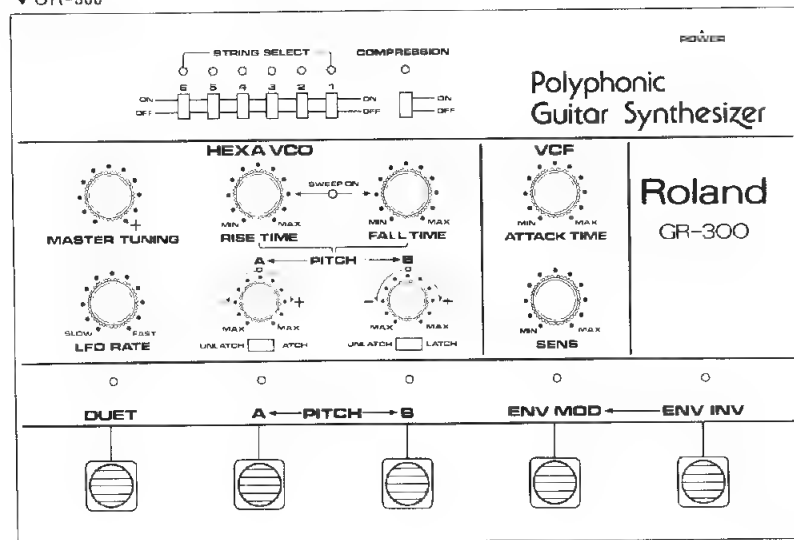 GR-300
POWER
STRING SELECT COMPRESSION
6 5 4 3 2 1
ON ON ON
OFF OFF OFF
Polyphonic
Guitar Synthesizer
HEXA VCO VCF
SWEEP ON
MIN MAX MIN MAX MIN MAX
MASTER TUNING RISE TIME FALL TIME ATTACK TIME
Roland
GR-300
A PITCH B
+ - +
SLOW FAST MAX MAX MAX MAX MIN MAX
LFO RATE UNLATCH ATCH UNLATCH LATCH SENS
DUET A PITCH B ENV MOD ENV INV